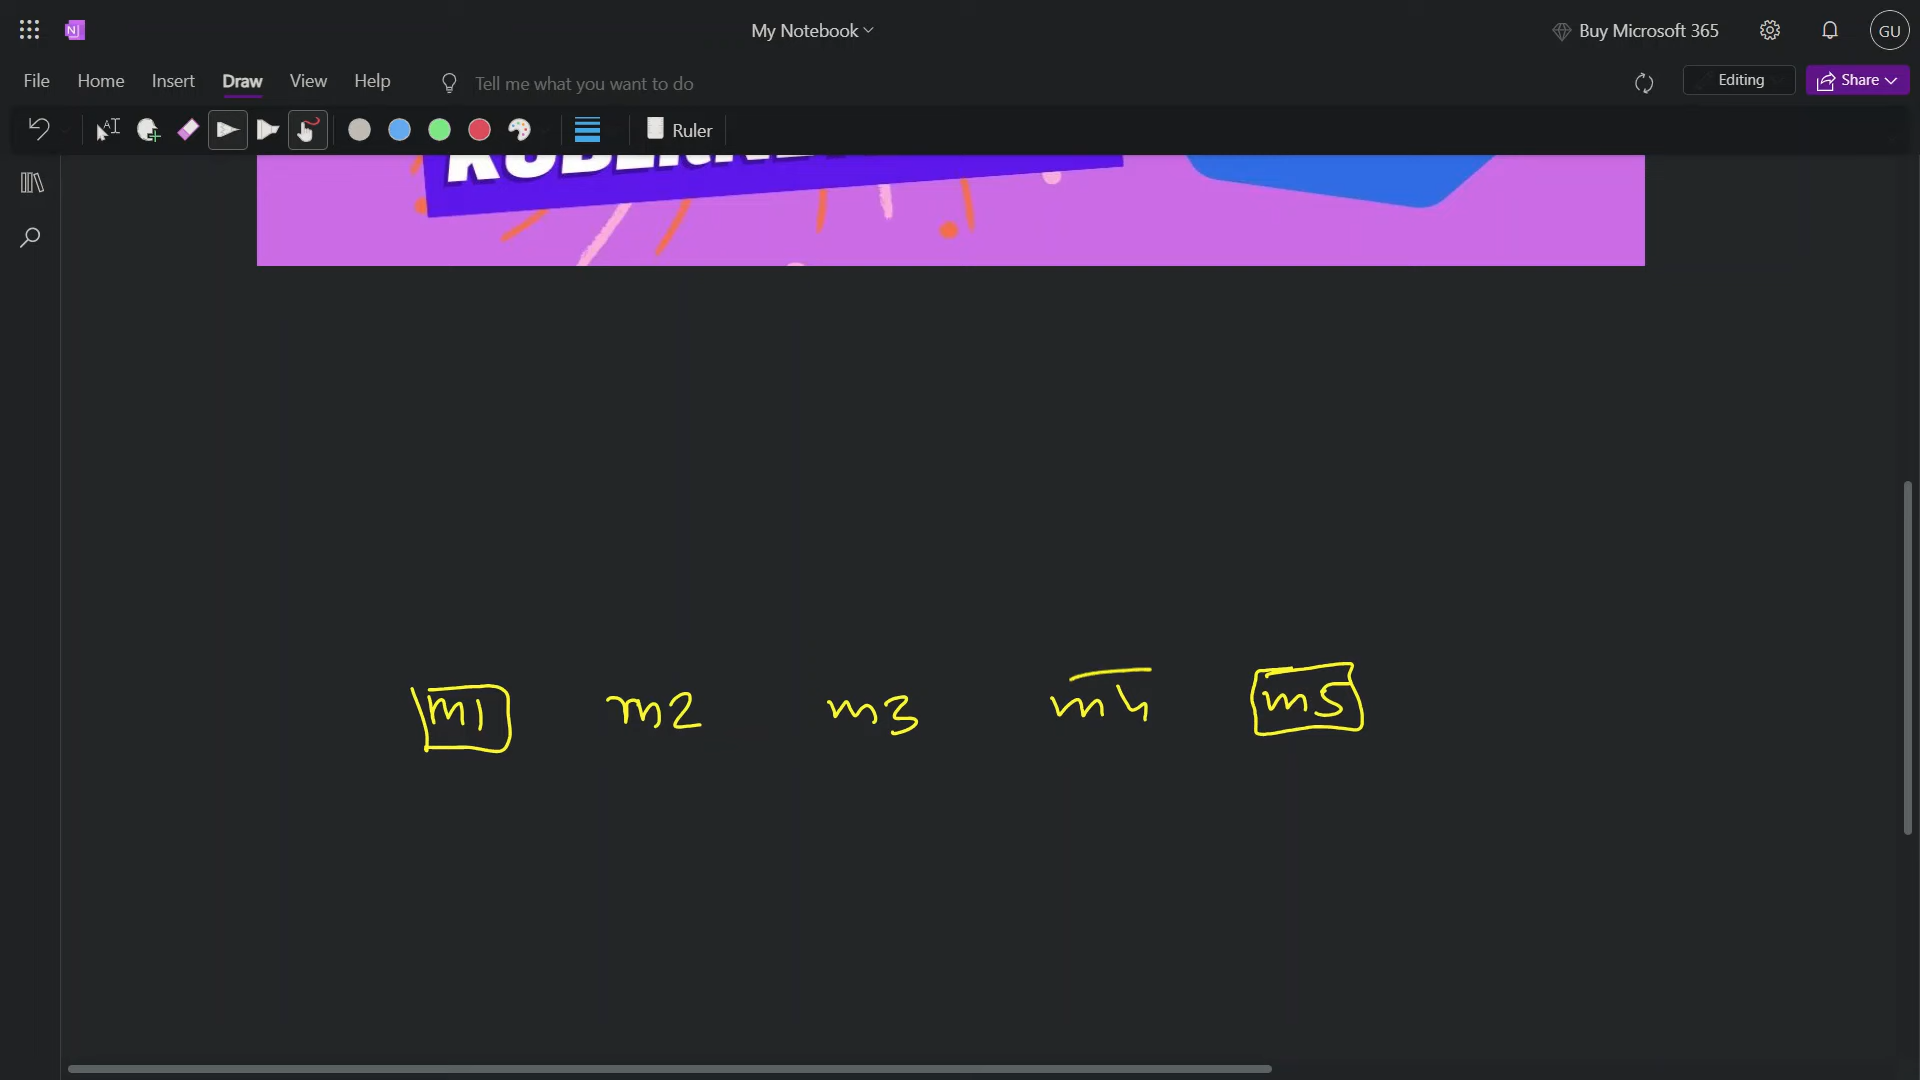 My Notebook
Buy Microsoft 365
GU
File Home Insert Draw View Help Tell me what you want to do
Editing Share
Ruler
m1 m2 m3 m4 m5